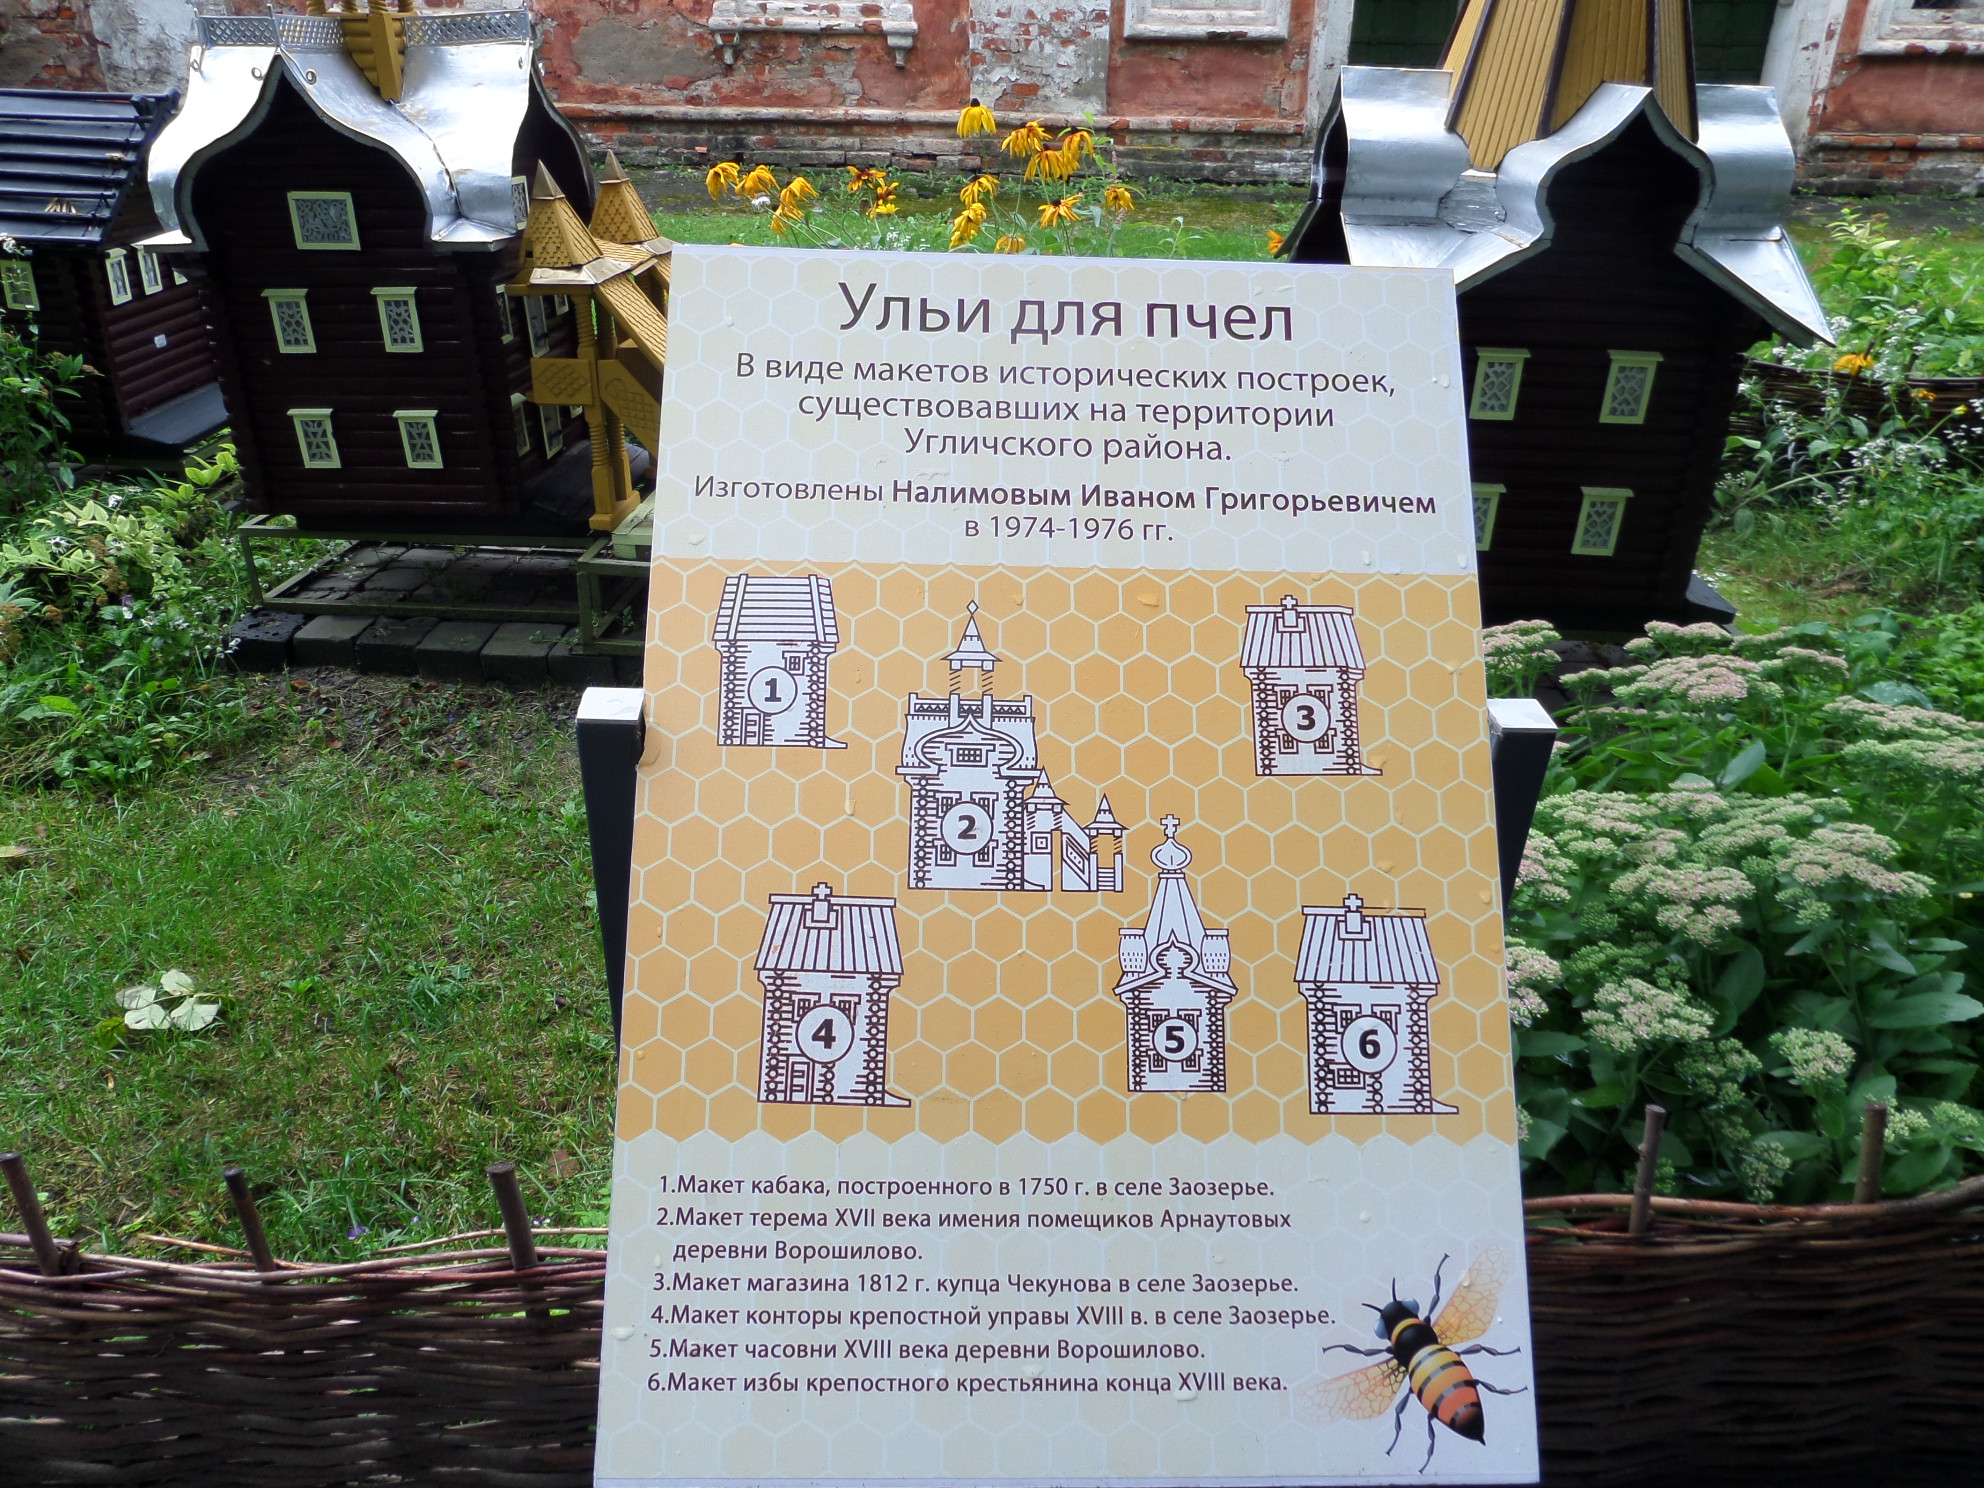 Ульи для пчел
В виде макетов исторических построек,
существовавших на территории
Угличского района.
Изготовлены Налимовым Иваном Григорьевичем
в 1974-1976 гг.
1
2
3
4
5
6
1.Макет кабака, построенного в 1750 г. в селе Заозерье.
2.Макет терема XVII века имения помещиков Арнаутовых
деревни Ворошилово.
3.Макет магазина 1812 г. купца Чекунова в селе Заозерье.
4.Макет конторы крепостной управы XVIII в. в селе Заозерье.
5.Макет часовни XVIII века деревни Ворошилово.
6.Макет избы крепостного крестьянина конца XVIII века.